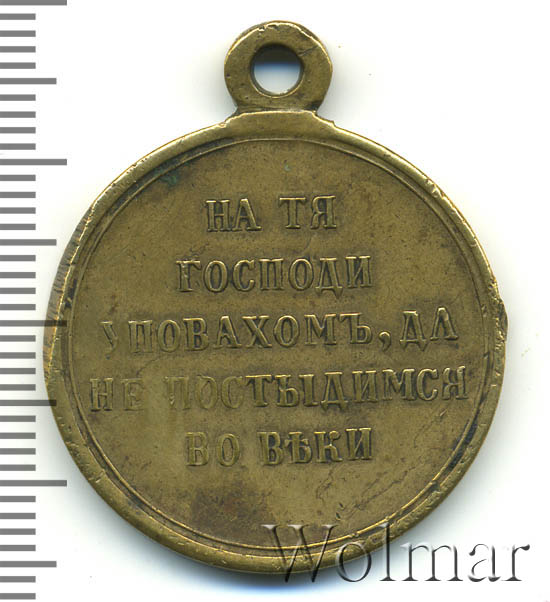 НА ТЯ
ГОСПОДИ
УПОВАХОМЪ, ДА
НЕ ПОСТЫДИМСЯ
ВО ВѢКИ
Wolmar